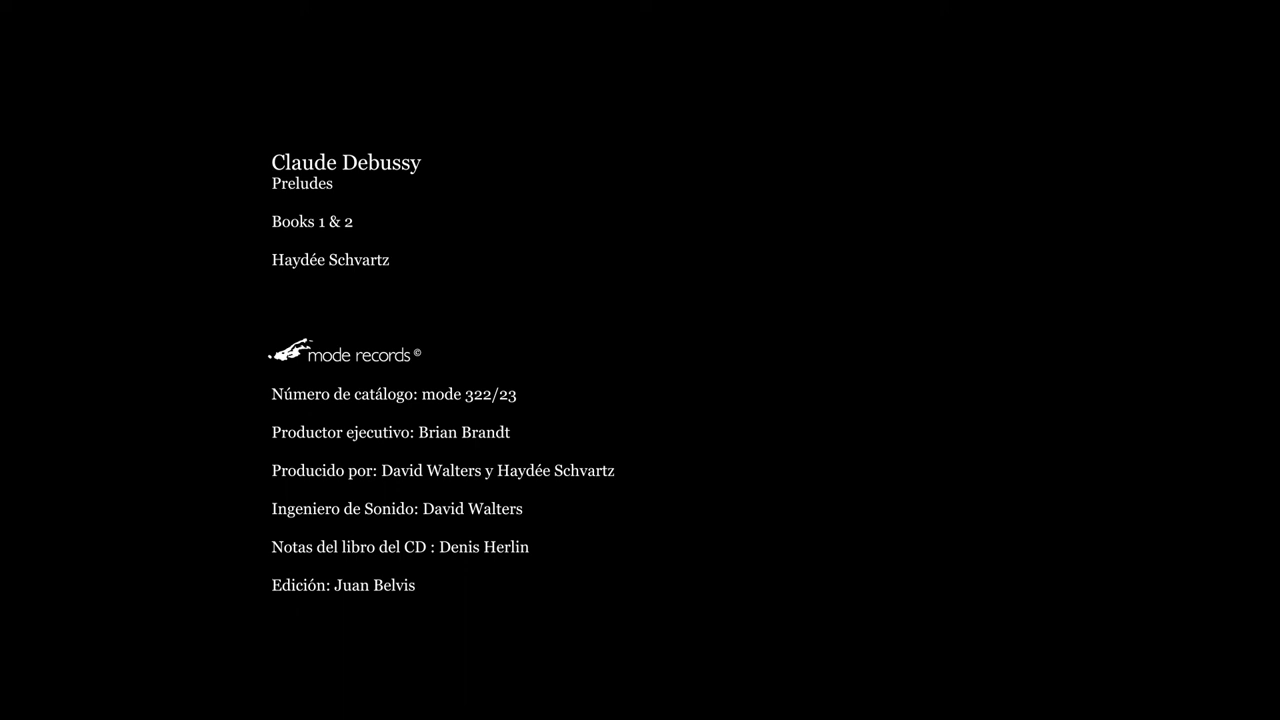 Claude Debussy
Preludes
Books 1 & 2
Haydée Schvartz
mode records ©
Número de catálogo: mode 322/23
Productor ejecutivo: Brian Brandt
Producido por: David Walters y Haydée Schvartz
Ingeniero de Sonido: David Walters
Notas del libro del CD : Denis Herlin
Edición: Juan Belvis